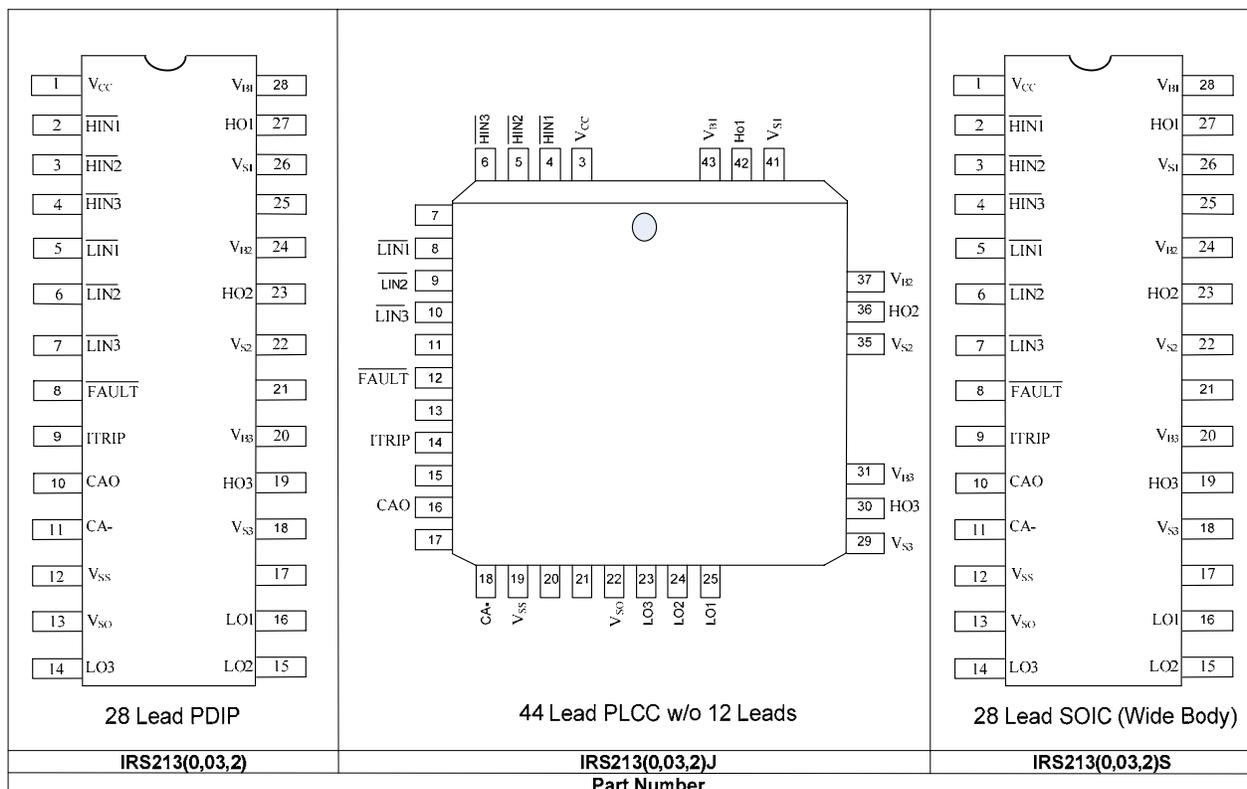 1 VCC VB1 28
2 HIN1 HO1 27
3 HIN2 VS1 26
4 HIN3 25
5 LIN1 VB2 24
6 LIN2 HO2 23
7 LIN3 VS2 22
8 FAULT 21
9 ITRIP VB3 20
10 CAO HO3 19
11 CA- VS3 18
12 VSS 17
13 VSO LO1 16
14 LO3 LO2 15
28 Lead PDIP
HIN3 HIN2 HIN1 VCC VB1 Ho1 VS1
6 5 4 3 43 42 41
7
LIN1 8
LIN2 9
37 VB2
LIN3 10
36 HO2
11
35 VS2
FAULT 12
13
ITRIP 14
15
31 VB3
CAO 16
30 HO3
17
29 VS3
18 19 20 21 22 23 24 25
CA- VSS VSO LO3 LO2 LO1
44 Lead PLCC w/o 12 Leads
1 VCC VB1 28
2 HIN1 HO1 27
3 HIN2 VS1 26
4 HIN3 25
5 LIN1 VB2 24
6 LIN2 HO2 23
7 LIN3 VS2 22
8 FAULT 21
9 ITRIP VB3 20
10 CAO HO3 19
11 CA- VS3 18
12 VSS 17
13 VSO LO1 16
14 LO3 LO2 15
28 Lead SOIC (Wide Body)
IRS213(0,03,2) IRS213(0,03,2)J IRS213(0,03,2)S
Part Number